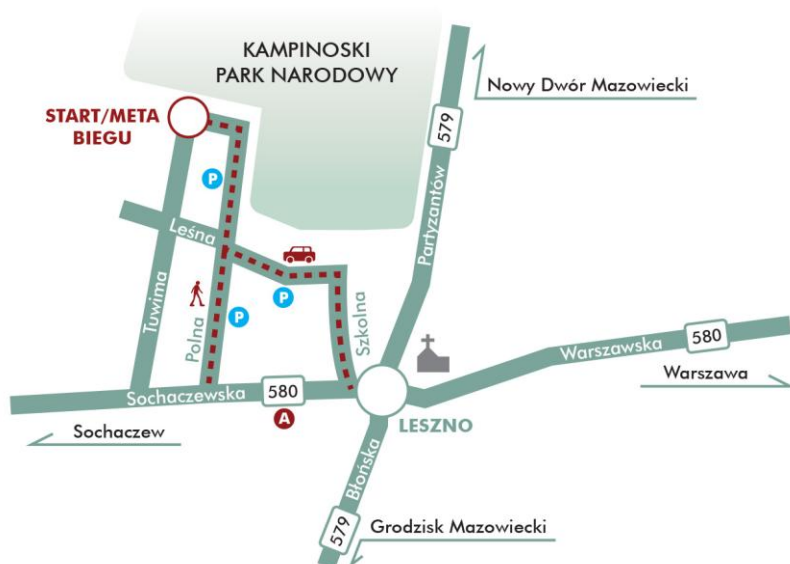 KAMPINOSKI
PARK NARODOWY
Nowy Dwór Mazowiecki
START/META
BIEGU
579
P
Partyzantów
Leśna
P
Tuwima
Polna
P
Szkolna
Warszawska
580
Warszawa
Sochaczewska
580
A
LESZNO
Sochaczew
Błońska
579
Grodzisk Mazowiecki